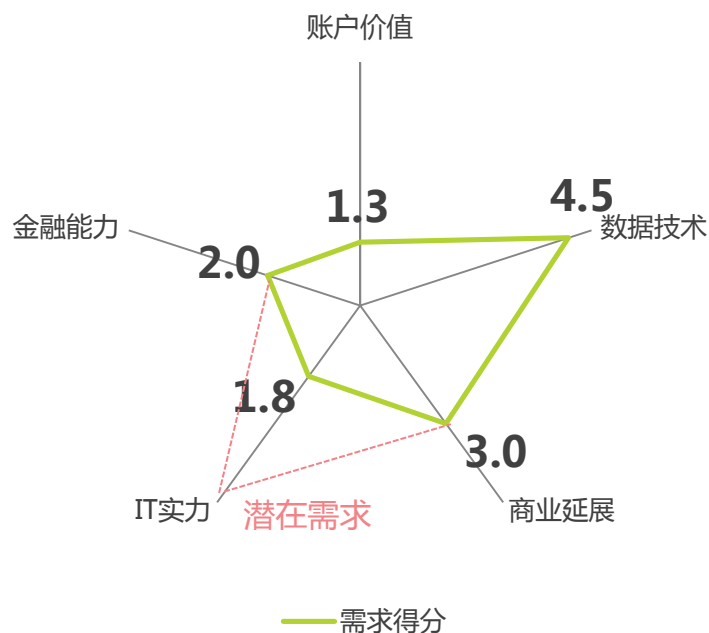 账户价值
1.3
4.5
数据技术
金融能力
2.0
1.8
3.0
IT实力
潜在需求
商业延展
需求得分